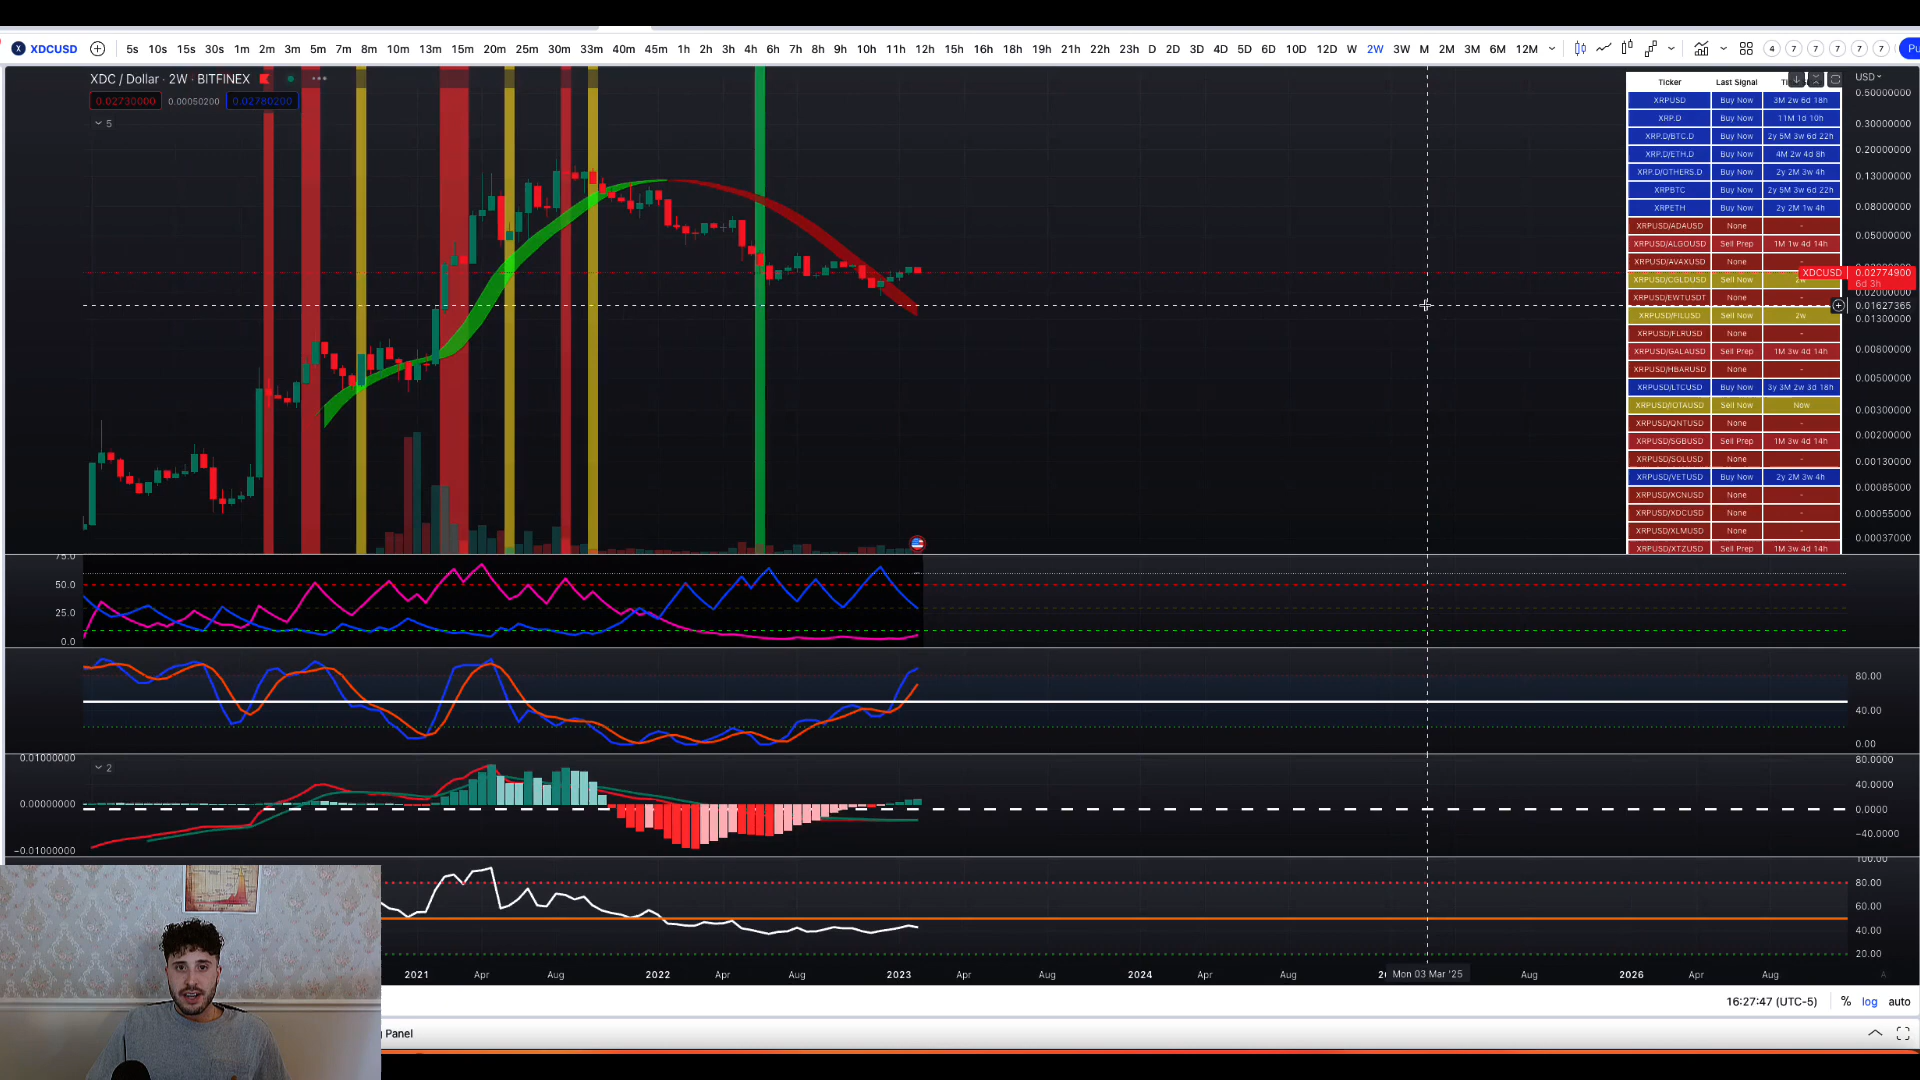 XDCUSD 5s 10s 15s 30s 1m 2m 3m 5m 7m 8m 10m 13m 15m 20m 25m 30m 33m 40m 45m 1h 2h 3h 4h 6h 7h 8h 9h 10h 11h 12h 15h 16h 18h 19h 21h 22h 23h D 2D 3D 4D 5D 6D 10D 12D W 2W 3W M 2M 3M 6M 12M 4 7 7 7 7 7 Pu
XDC / Dollar · 2W · BITFINEX
0.02730000 0.00050200 0.02780200
5
Ticker Last Signal
XRPUSD Buy Now 3M 2w 6d 18h
XRP.D Buy Now 11M 1d 10h
XRP.D/BTC.D Buy Now 2y 5M 3w 6d 22h
XRP.D/ETH.D Buy Now 4M 2w 4d 8h
XRP.D/OTHERS.D Buy Now 2y 2M 3w 4h
XRPBTC Buy Now 2y 5M 3w 6d 22h
XRPETH Buy Now 2y 2M 1w 4h
XRPUSD/ADAUSD None -
XRPUSD/ALGOUSD Sell Prep 1M 1w 4d 14h
XRPUSD/AVAXUSD None -
XRPUSD/CGLDUSD Sell Now 2w
XRPUSD/EWTUSDT None -
XRPUSD/FILUSD Sell Now 2w
XRPUSD/FLRUSD None -
XRPUSD/GALAUSD Sell Prep 1M 3w 4d 14h
XRPUSD/HBARUSD None -
XRPUSD/LTCUSD Buy Now 3y 3M 2w 3d 18h
XRPUSD/IOTAUSD Sell Now Now
XRPUSD/QNTUSD None -
XRPUSD/SGBUSD Sell Prep 1M 3w 4d 14h
XRPUSD/SOLUSD None -
XRPUSD/VETUSD Buy Now 2y 2M 3w 4h
XRPUSD/XCNUSD None -
XRPUSD/XDCUSD None -
XRPUSD/XLMUSD None -
XRPUSD/XTZUSD Sell Prep 1M 3w 4d 14h
USD
0.50000000
0.30000000
0.20000000
0.13000000
0.08000000
0.05000000
XDCUSD 0.02774900
6d 3h
0.02000000
0.01627365
0.01300000
0.00800000
0.00500000
0.00300000
0.00200000
0.00130000
0.00085000
0.00055000
0.00037000
75.0
50.0
25.0
0.0
80.00
40.00
0.00
0.01000000
2
0.00000000
-0.01000000
80.0000
40.0000
0.0000
-40.0000
100.00
80.00
60.00
40.00
20.00
2021 Apr Aug 2022 Apr Aug 2023 Apr Aug 2024 Apr Aug Mon 03 Mar '25 Aug 2026 Apr Aug
16:27:47 (UTC-5) % log auto
Panel